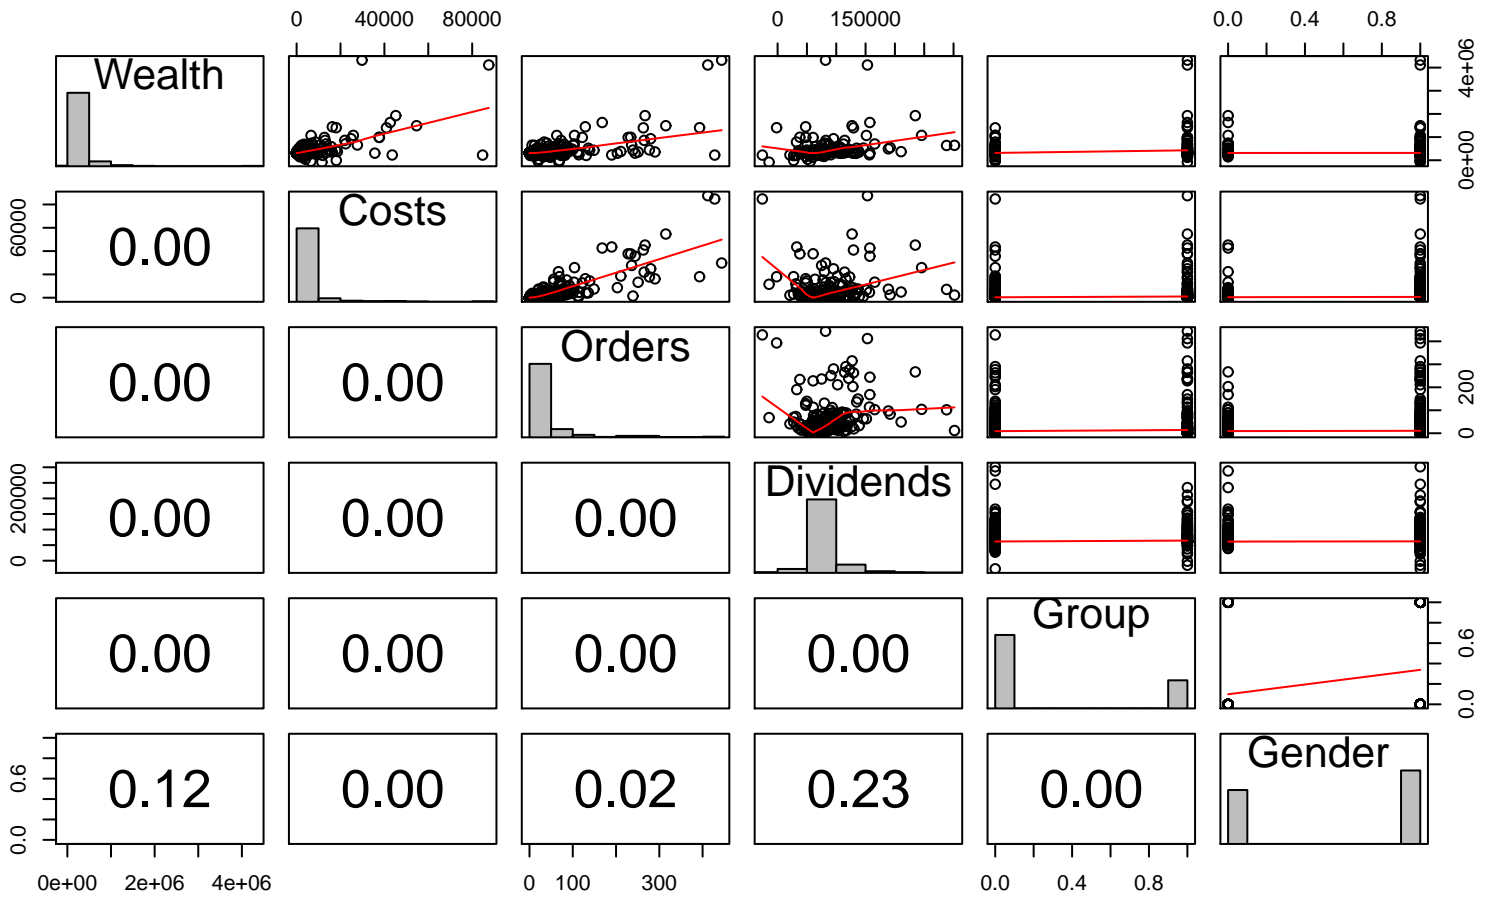 0 40000 80000 0 150000 0.0 0.4 0.8
Wealth
0e+00 4e+06
Costs
0 60000
0.00
Orders
0.00 0.00
0 200
Dividends
0 200000
0.00 0.00 0.00
Group
0.00 0.00 0.00 0.00
0.0 0.6
Gender
0.0 0.6
0.12 0.00 0.02 0.23 0.00
0e+00 2e+06 4e+06 0 100 300 0.0 0.4 0.8